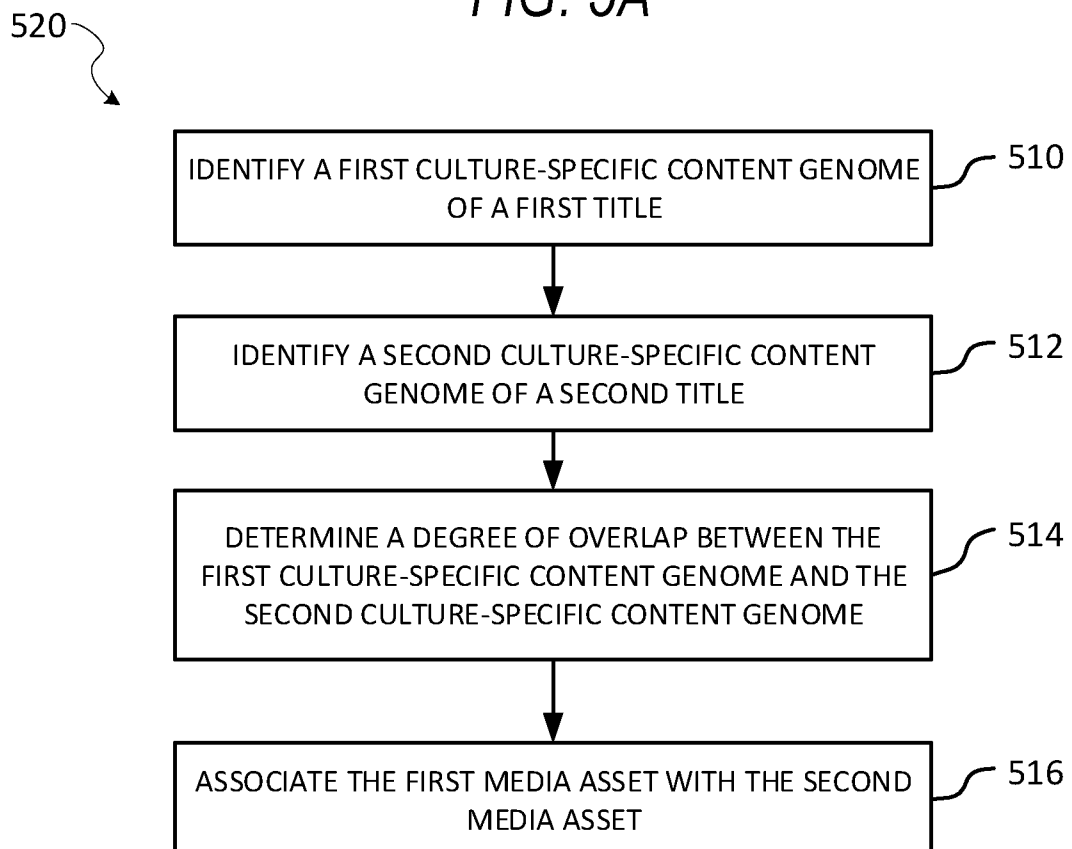 FIG. 5A
520
IDENTIFY A FIRST CULTURE-SPECIFIC CONTENT GENOME
OF A FIRST TITLE
510
IDENTIFY A SECOND CULTURE-SPECIFIC CONTENT
GENOME OF A SECOND TITLE
512
DETERMINE A DEGREE OF OVERLAP BETWEEN THE
FIRST CULTURE-SPECIFIC CONTENT GENOME AND THE
SECOND CULTURE-SPECIFIC CONTENT GENOME
514
ASSOCIATE THE FIRST MEDIA ASSET WITH THE SECOND
MEDIA ASSET
516